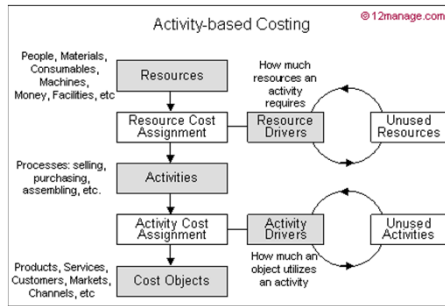 Activity-based Costing
© 12manage.com
People, Materials,
Consumables,
Machines,
Money, Facilities, etc
Resources
How much
resources an
activity
requires
Resource Cost
Assignment
Resource
Drivers
Unused
Resources
Processes: selling,
purchasing,
assembling, etc.
Activities
Activity Cost
Assignment
Activity
Drivers
Unused
Activities
How much an
object utilizes
an activity
Products, Services,
Customers, Markets,
Channels, etc
Cost Objects